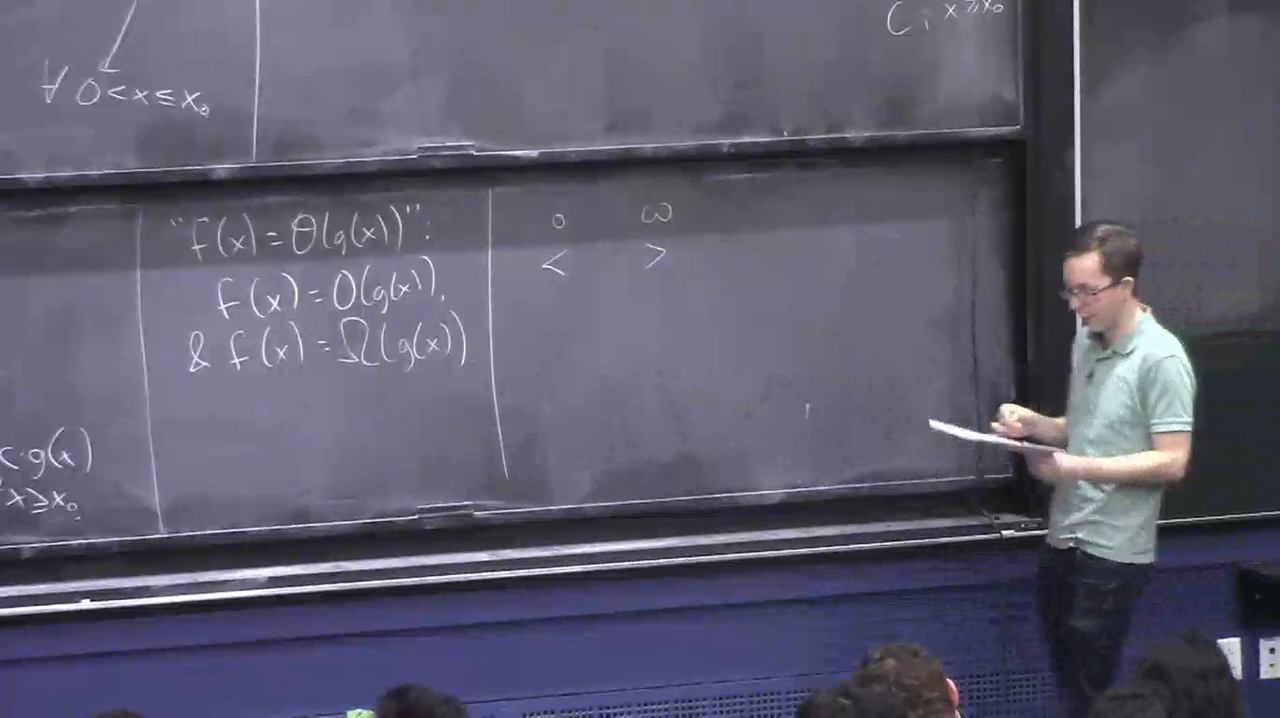 ∀ 0<x≤x₀
C, x≥x₀
c·g(x)
∀x≥x₀
"f(x)=Θ(g(x))":
f(x)=O(g(x)),
& f(x)=Ω(g(x))
o ω
< >